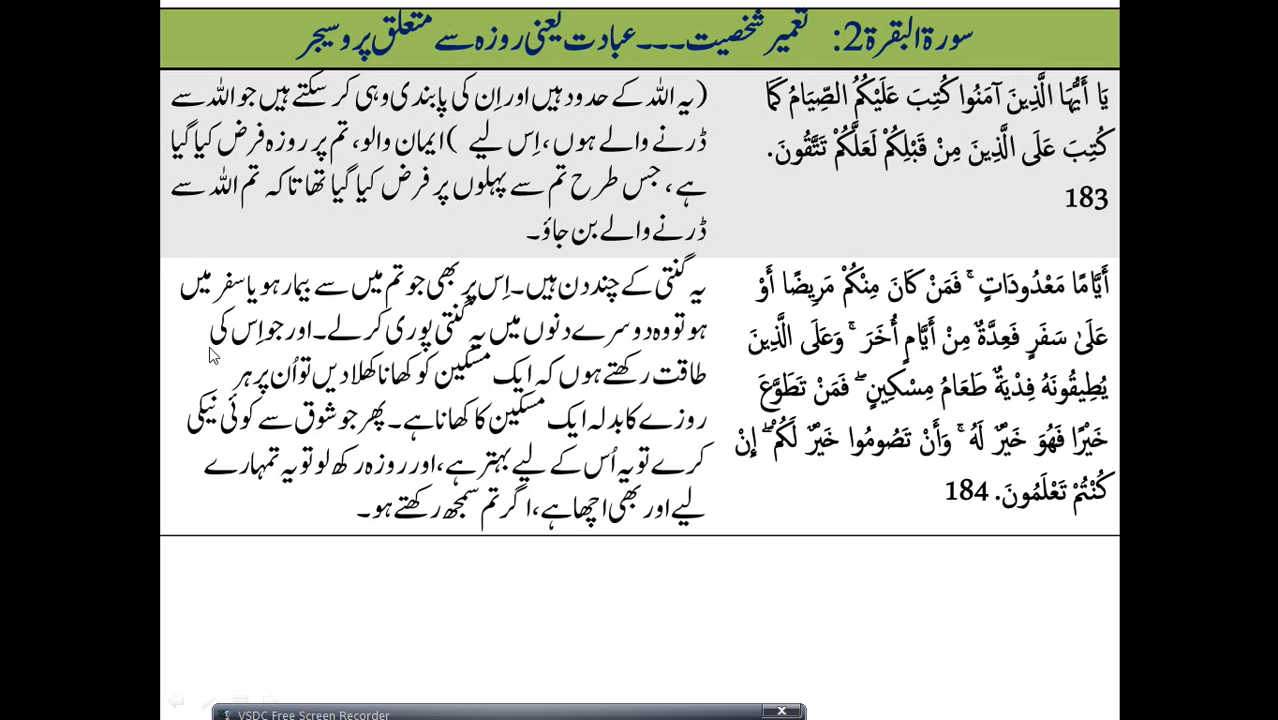 سورۃ البقرۃ 2: تعمیر شخصیت ۔۔۔ عبادت یعنی روزہ سے متعلق پروسیجر
يَا أَيُّهَا الَّذِينَ آمَنُوا كُتِبَ عَلَيْكُمُ الصِّيَامُ كَمَا
كُتِبَ عَلَى الَّذِينَ مِنْ قَبْلِكُمْ لَعَلَّكُمْ تَتَّقُونَ.
183
(یہ اللہ کے حدود ہیں اور اِن کی پابندی وہی کر سکتے ہیں جو اللہ سے
ڈرنے والے ہوں، اِس لیے ) ایمان والو، تم پر روزہ فرض کیا گیا
ہے، جس طرح تم سے پہلوں پر فرض کیا گیا تھا تاکہ تم اللہ سے
ڈرنے والے بن جاؤ۔
أَيَّامًا مَعْدُودَاتٍ ۚ فَمَنْ كَانَ مِنْكُمْ مَرِيضًا أَوْ
عَلَىٰ سَفَرٍ فَعِدَّةٌ مِنْ أَيَّامٍ أُخَرَ ۚ وَعَلَى الَّذِينَ
يُطِيقُونَهُ فِدْيَةٌ طَعَامُ مِسْكِينٍ ۖ فَمَنْ تَطَوَّعَ
خَيْرًا فَهُوَ خَيْرٌ لَهُ ۚ وَأَنْ تَصُومُوا خَيْرٌ لَكُمْ ۖ إِنْ
كُنْتُمْ تَعْلَمُونَ. 184
یہ گنتی کے چند دن ہیں۔ اِس پر بھی جو تم میں سے بیمار ہو یا سفر میں
ہو تو وہ دوسرے دنوں میں یہ گنتی پوری کر لے۔ اور جو اِس کی
طاقت رکھتے ہوں کہ ایک مسکین کو کھانا کھلا دیں تو اُن پر ہر
روزے کا بدلہ ایک مسکین کا کھانا ہے۔ پھر جو شوق سے کوئی نیکی
کرے تو یہ اُس کے لیے بہتر ہے، اور روزہ رکھ لو تو یہ تمہارے
لیے اور بھی اچھا ہے، اگر تم سمجھ رکھتے ہو۔
VSDC Free Screen Recorder